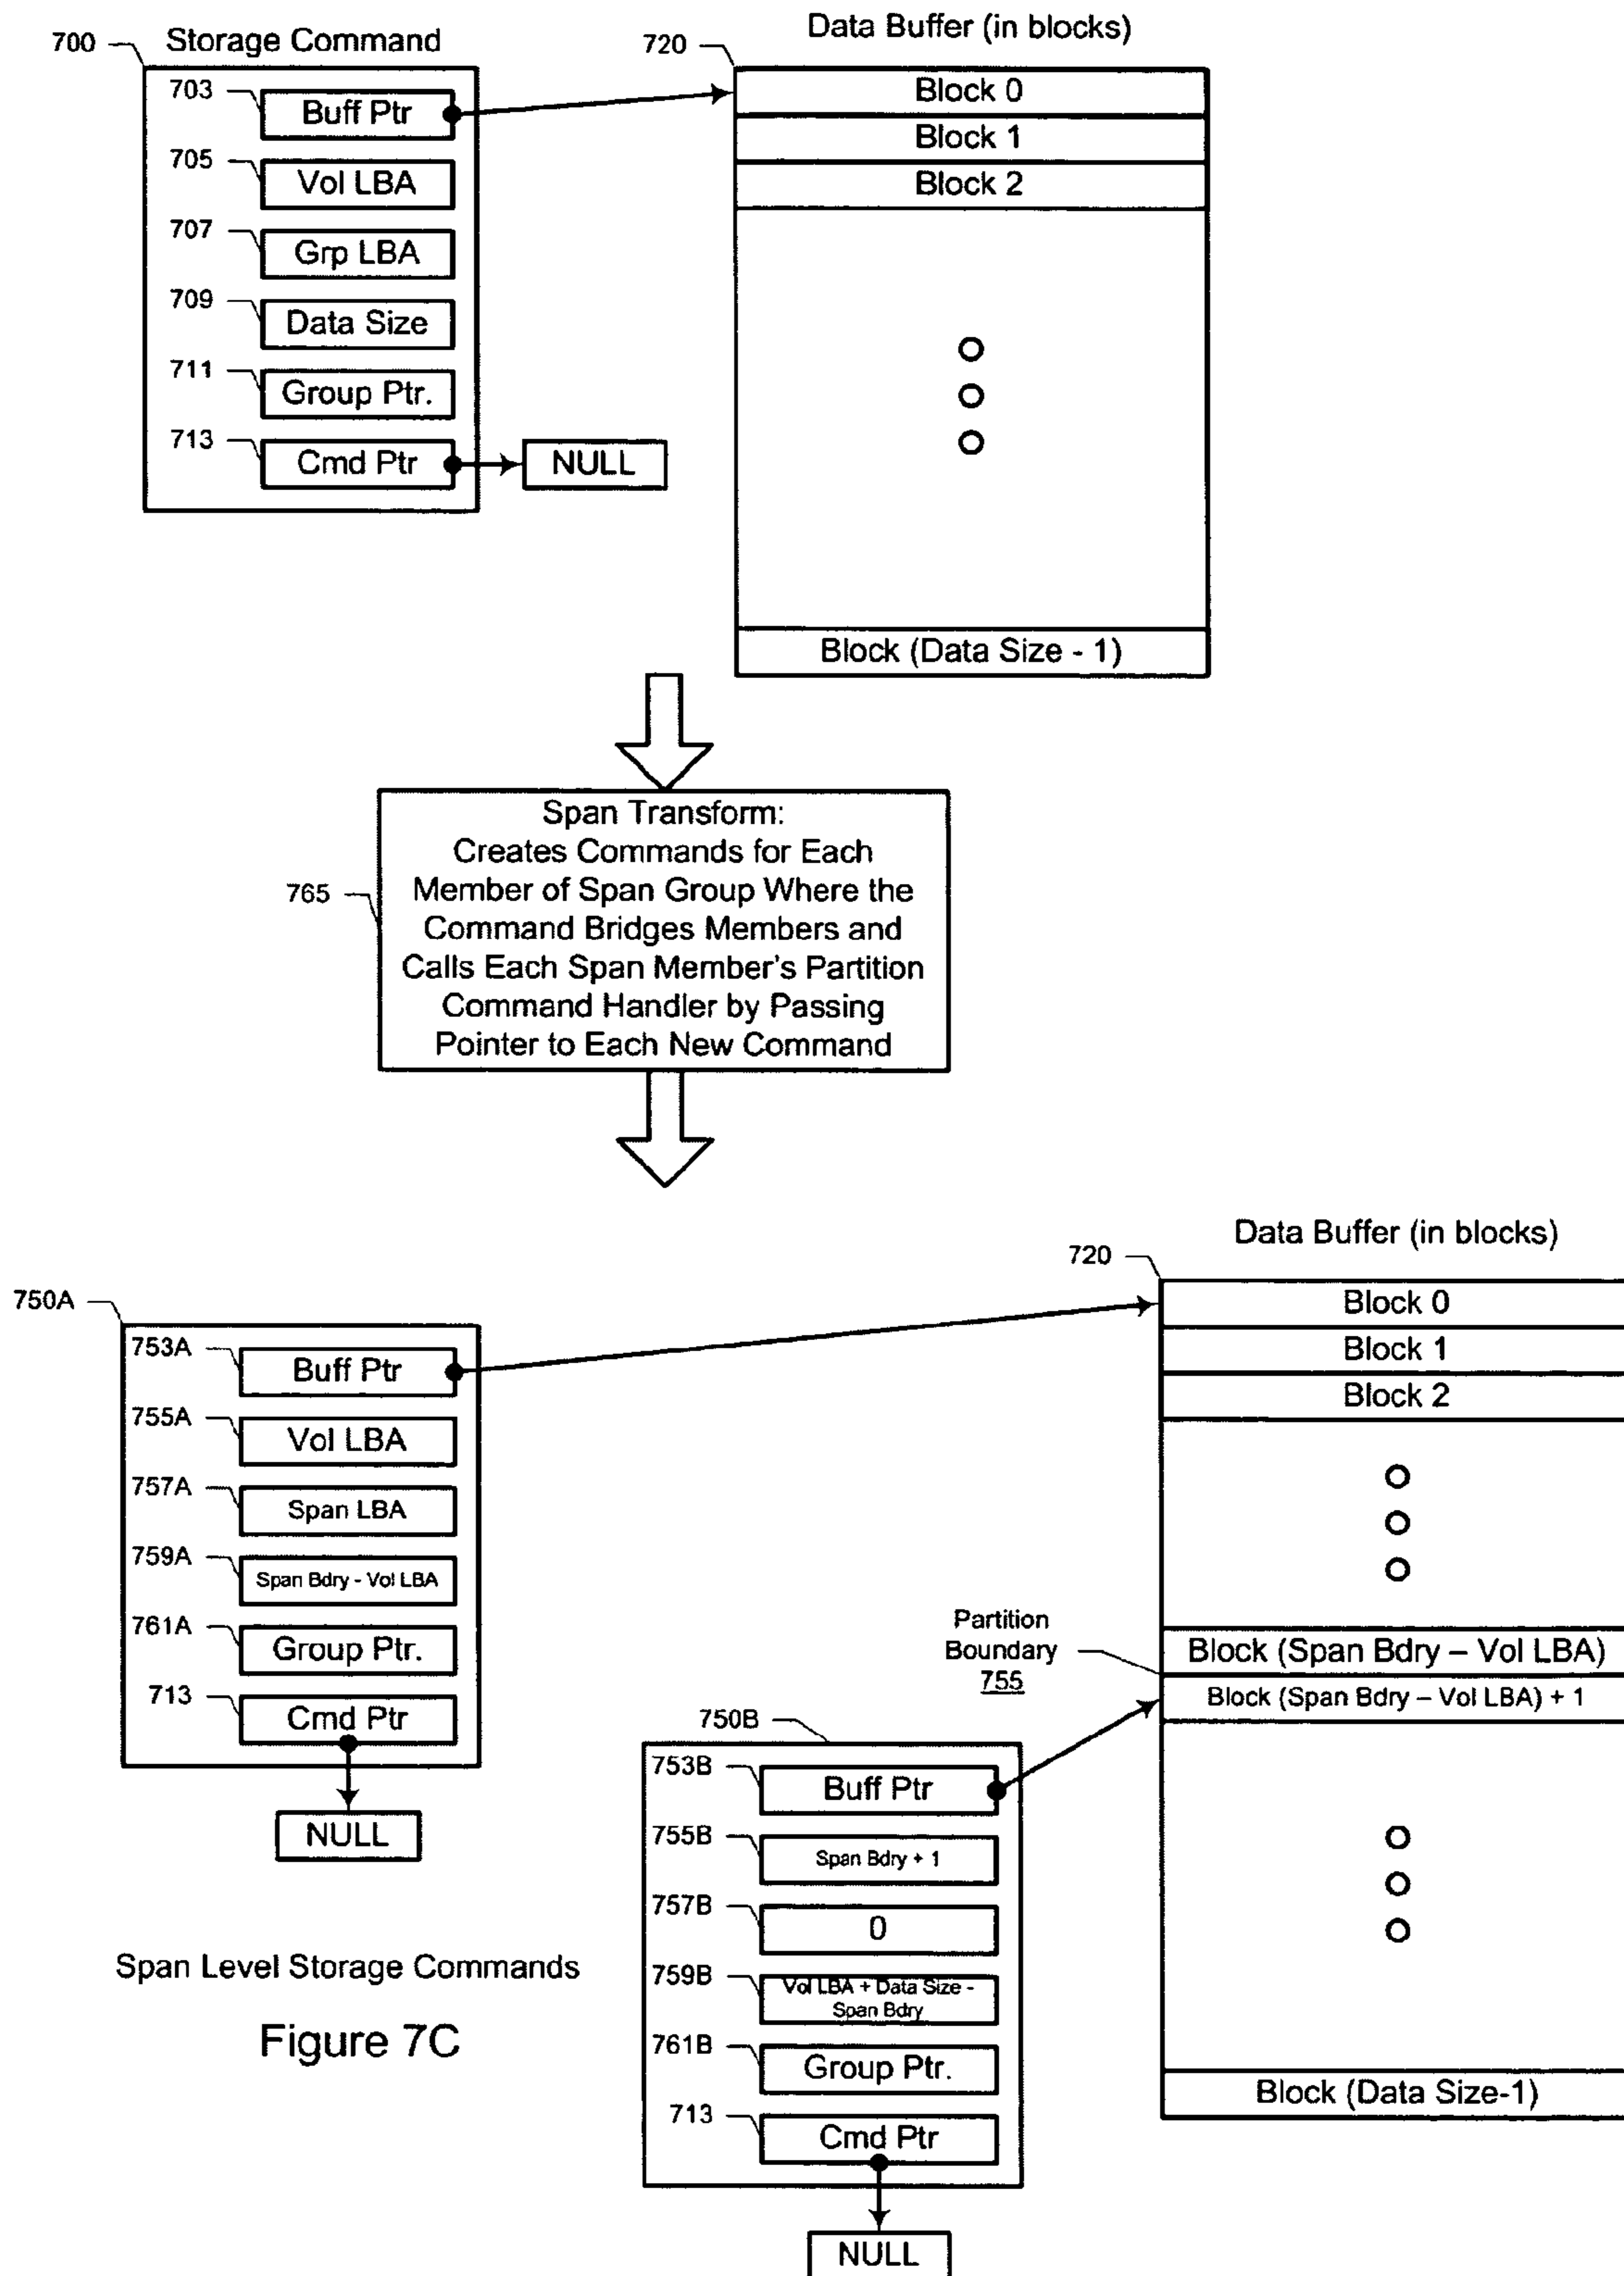 700
Storage Command
703
Buff Ptr
705
Vol LBA
707
Grp LBA
709
Data Size
711
Group Ptr.
713
Cmd Ptr
NULL
Data Buffer (in blocks)
720
Block 0
Block 1
Block 2
Block (Data Size - 1)
765
Span Transform:
Creates Commands for Each
Member of Span Group Where the
Command Bridges Members and
Calls Each Span Member's Partition
Command Handler by Passing
Pointer to Each New Command
750A
753A
Buff Ptr
755A
Vol LBA
757A
Span LBA
759A
Span Bdry - Vol LBA
761A
Group Ptr.
713
Cmd Ptr
NULL
Data Buffer (in blocks)
720
Block 0
Block 1
Block 2
Partition
Boundary
755
Block (Span Bdry – Vol LBA)
Block (Span Bdry – Vol LBA) + 1
Block (Data Size-1)
750B
753B
Buff Ptr
755B
Span Bdry + 1
757B
0
759B
Vol LBA + Data Size -
Span Bdry
761B
Group Ptr.
713
Cmd Ptr
NULL
Span Level Storage Commands
Figure 7C